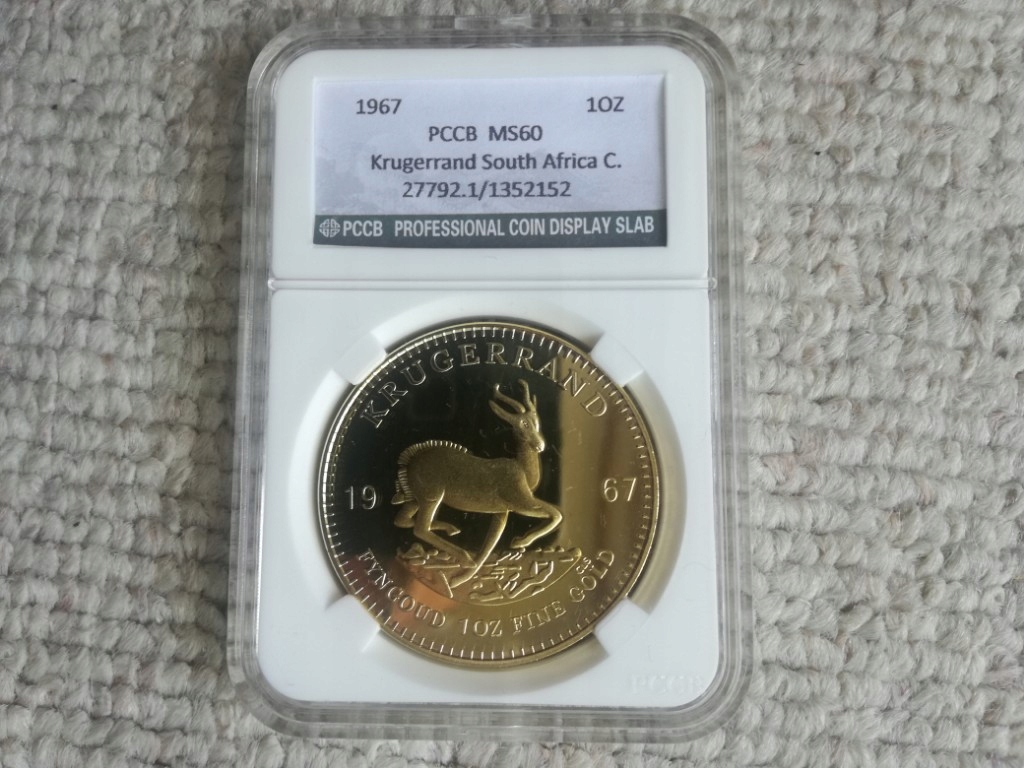 1967 1OZ
PCCB MS60
Krugerrand South Africa C.
27792.1/1352152
PCCB PROFESSIONAL COIN DISPLAY SLAB
KRUGERRAND
19 67
FYNGOUD 1OZ FINE GOLD
PCCB